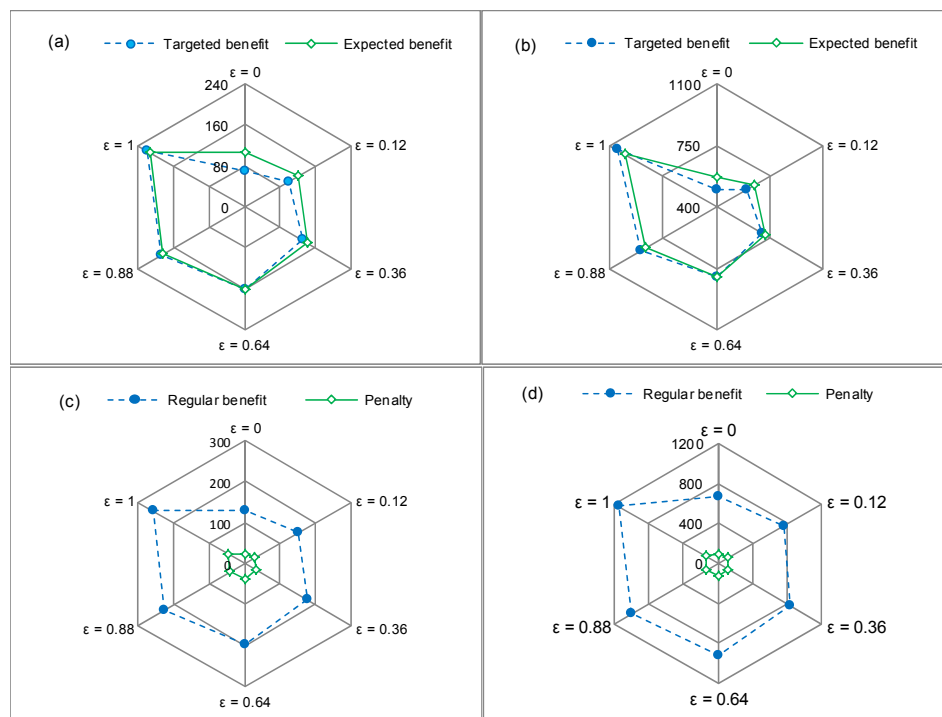 (a)
Targeted benefit
Expected benefit
ε = 0
240
160
80
0
ε = 1
ε = 0.12
ε = 0.88
ε = 0.36
ε = 0.64
(b)
Targeted benefit
Expected benefit
ε = 0
1100
750
400
ε = 1
ε = 0.12
ε = 0.88
ε = 0.36
ε = 0.64
(c)
Regular benefit
Penalty
ε = 0
300
200
100
0
ε = 1
ε = 0.12
ε = 0.88
ε = 0.36
ε = 0.64
(d)
Regular benefit
Penalty
ε = 0
1200
800
400
0
ε = 1
ε = 0.12
ε = 0.88
ε = 0.36
ε = 0.64